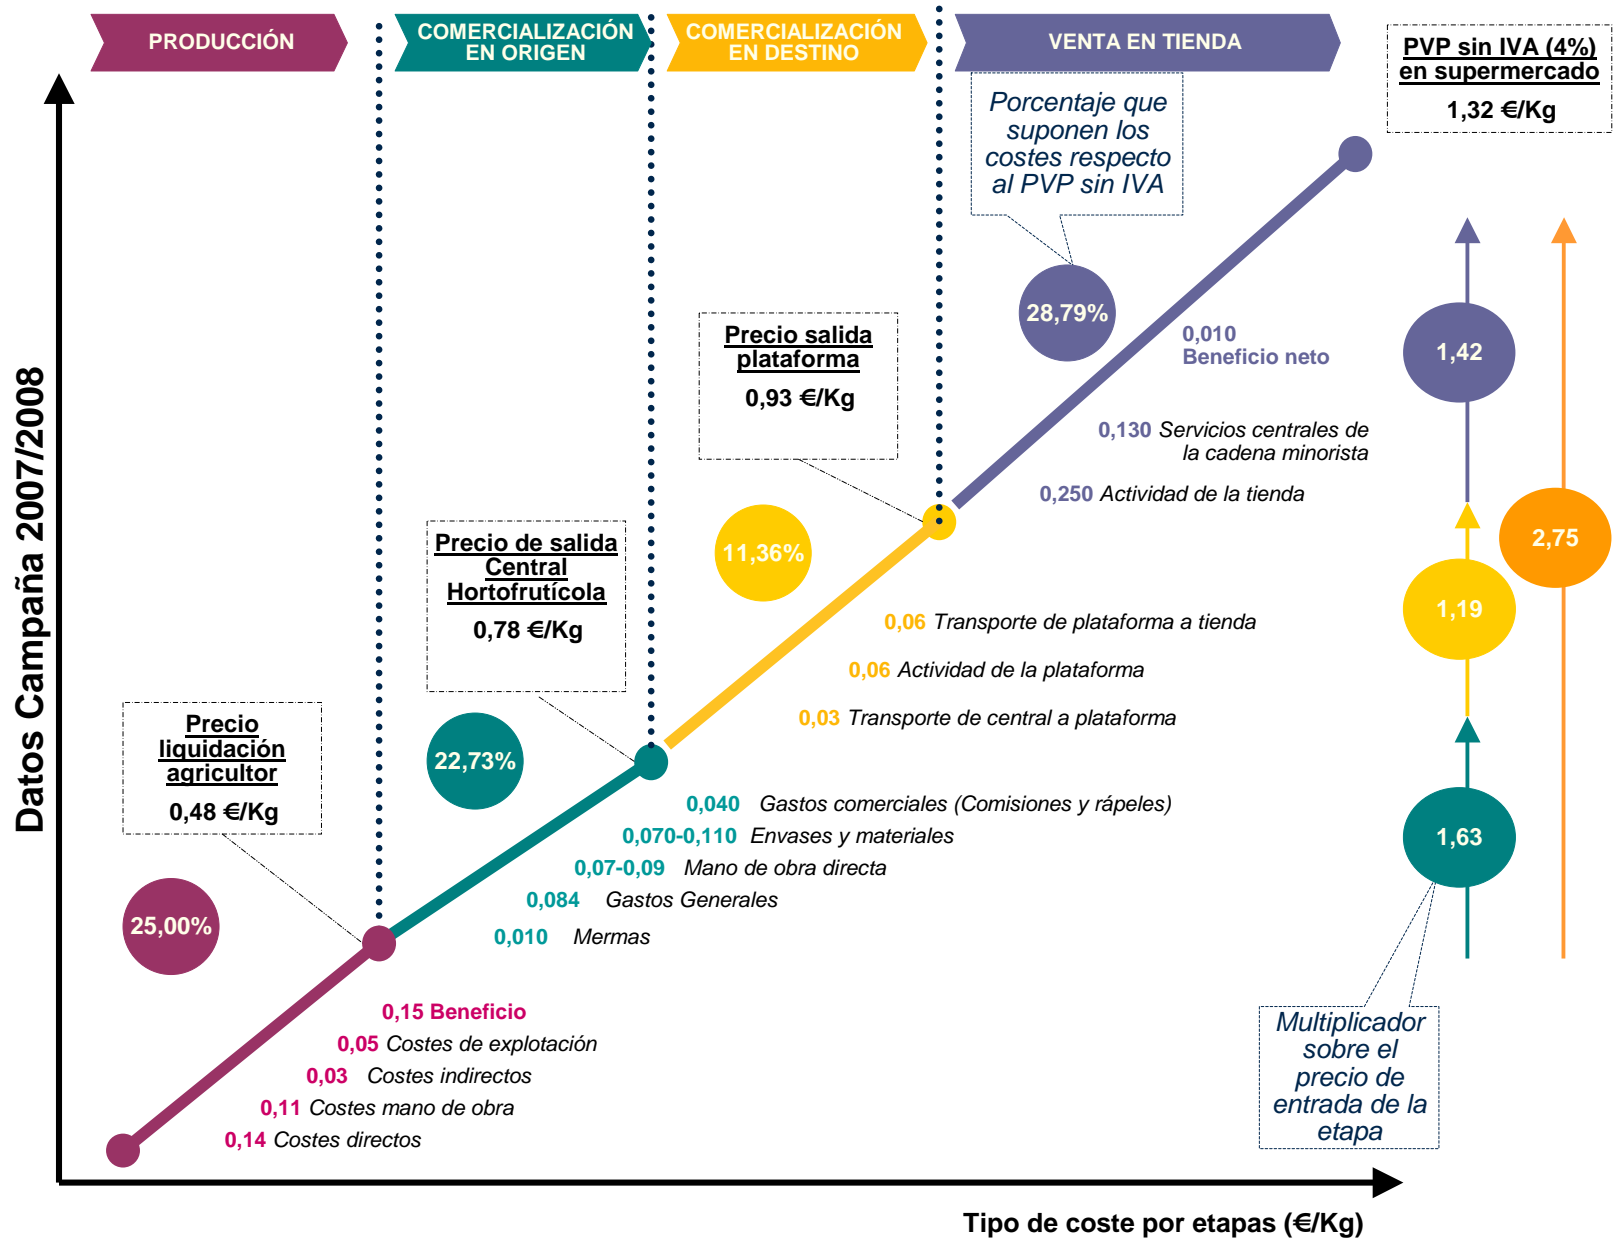 PRODUCCIÓN
COMERCIALIZACIÓN
EN ORIGEN
COMERCIALIZACIÓN
EN DESTINO
VENTA EN TIENDA
PVP sin IVA (4%)
en supermercado
1,32 €/Kg
Porcentaje que
suponen los
costes respecto
al PVP sin IVA
28,79%
0,010
Beneficio neto
0,130 Servicios centrales de
la cadena minorista
0,250 Actividad de la tienda
Precio salida
plataforma
0,93 €/Kg
11,36%
0,06 Transporte de plataforma a tienda
0,06 Actividad de la plataforma
0,03 Transporte de central a plataforma
Precio de salida
Central
Hortofrutícola
0,78 €/Kg
22,73%
0,040 Gastos comerciales (Comisiones y rápeles)
0,070-0,110 Envases y materiales
0,07-0,09 Mano de obra directa
0,084 Gastos Generales
0,010 Mermas
Precio
liquidación
agricultor
0,48 €/Kg
25,00%
0,15 Beneficio
0,05 Costes de explotación
0,03 Costes indirectos
0,11 Costes mano de obra
0,14 Costes directos
1,42
2,75
1,19
1,63
Multiplicador
sobre el
precio de
entrada de la
etapa
Datos Campaña 2007/2008
Tipo de coste por etapas (€/Kg)